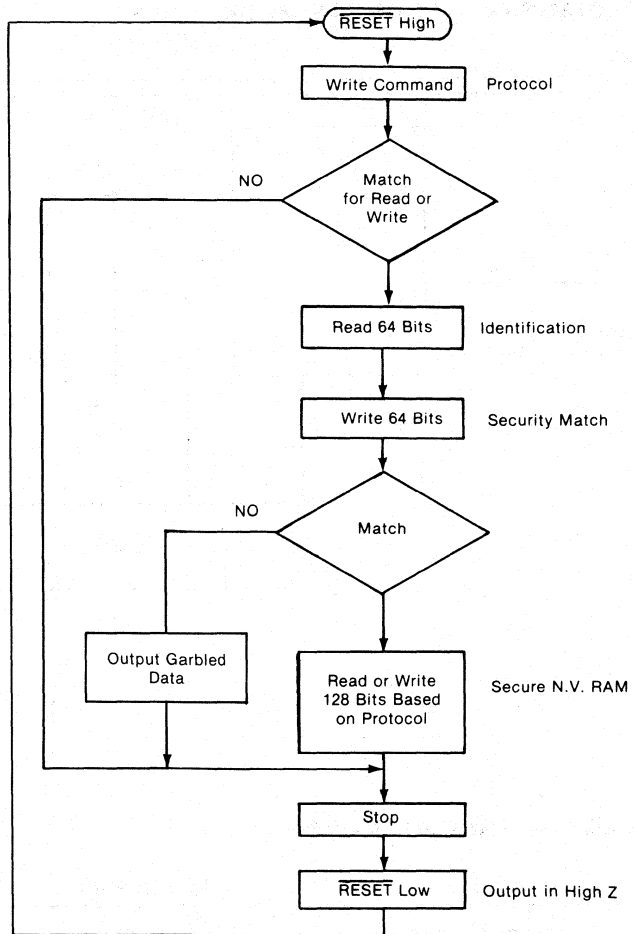 RESET High
Write Command
Protocol
NO
Match
for Read or
Write
Read 64 Bits
Identification
Write 64 Bits
Security Match
NO
Match
Output Garbled
Data
Read or Write
128 Bits Based
on Protocol
Secure N.V. RAM
Stop
RESET Low
Output in High Z